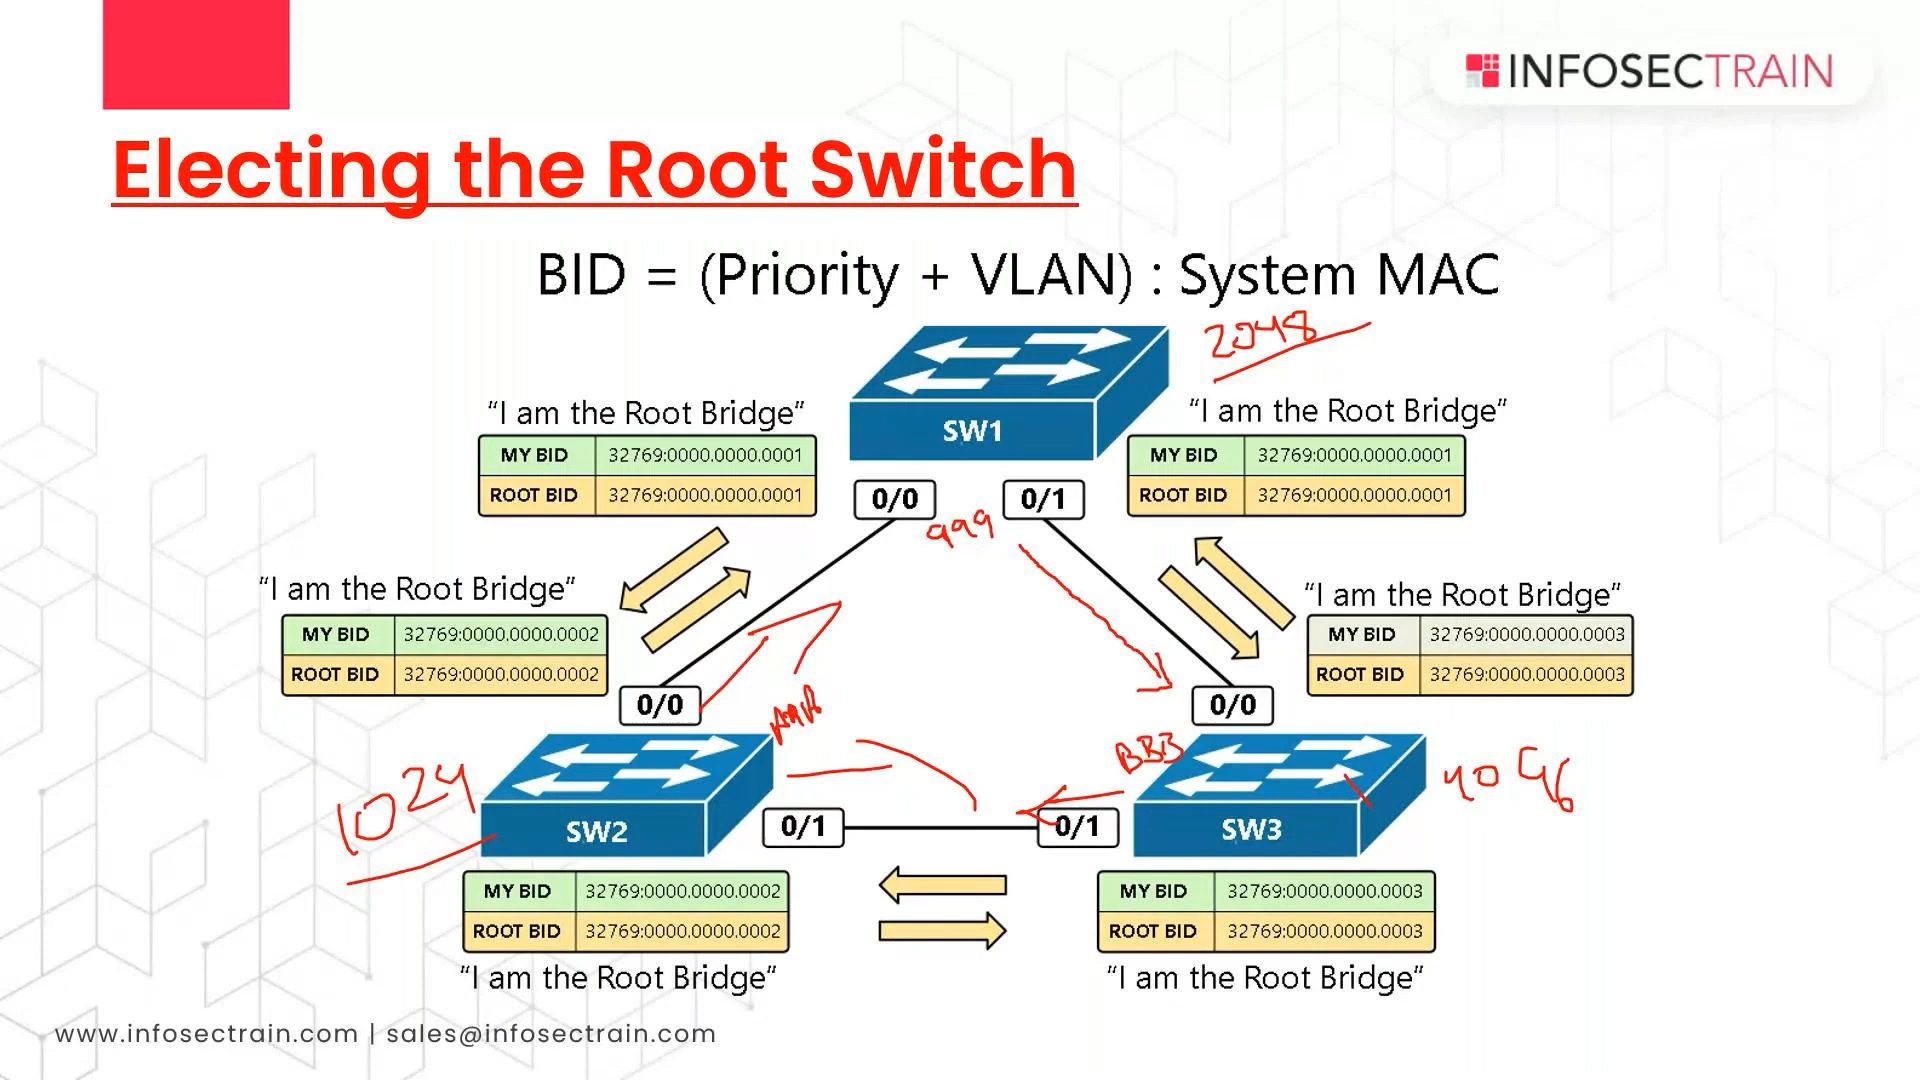 INFOSECTRAIN
Electing the Root Switch
BID = (Priority + VLAN) : System MAC
2048
"I am the Root Bridge"
MY BID 32769:0000.0000.0001
ROOT BID 32769:0000.0000.0001
SW1
"I am the Root Bridge"
MY BID 32769:0000.0000.0001
ROOT BID 32769:0000.0000.0001
0/0
0/1
"I am the Root Bridge"
MY BID 32769:0000.0000.0002
ROOT BID 32769:0000.0000.0002
"I am the Root Bridge"
MY BID 32769:0000.0000.0003
ROOT BID 32769:0000.0000.0003
0/0
0/0
BBB
1024
SW2
0/1
0/1
SW3
4096
MY BID 32769:0000.0000.0002
ROOT BID 32769:0000.0000.0002
"I am the Root Bridge"
MY BID 32769:0000.0000.0003
ROOT BID 32769:0000.0000.0003
"I am the Root Bridge"
www.infosectrain.com | sales@infosectrain.com